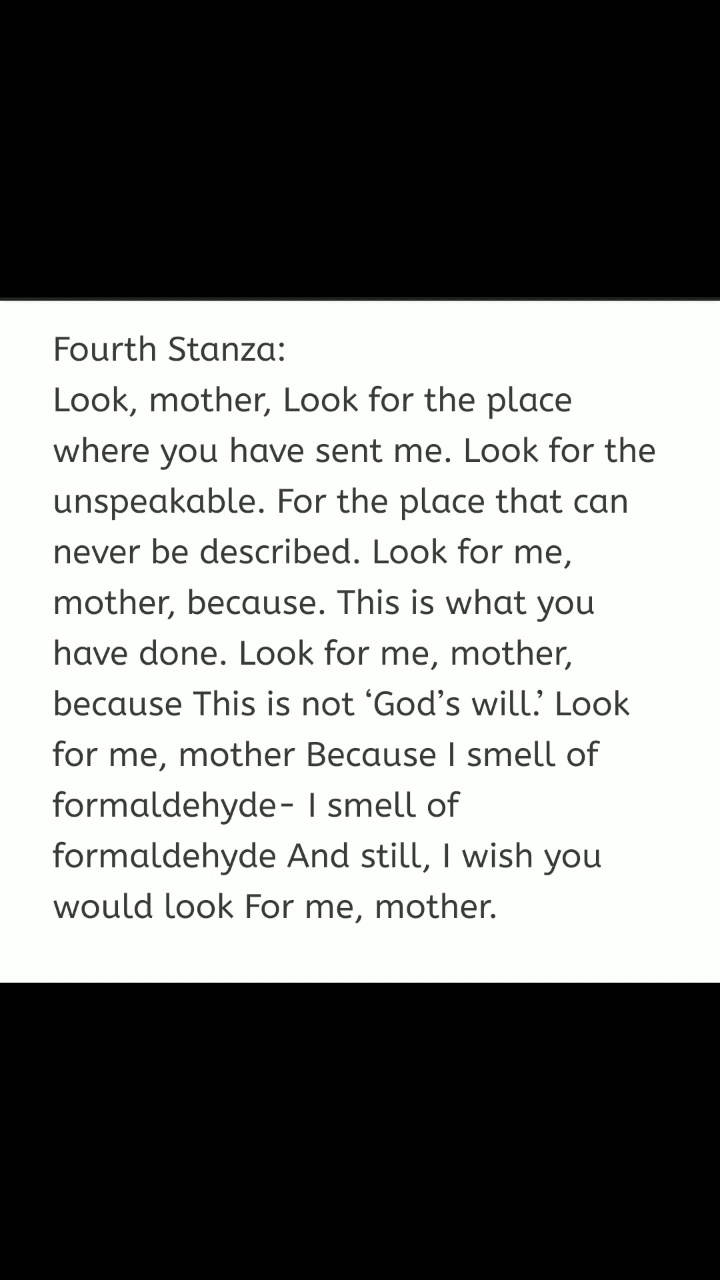 Fourth Stanza:
Look, mother, Look for the place
where you have sent me. Look for the
unspeakable. For the place that can
never be described. Look for me,
mother, because. This is what you
have done. Look for me, mother,
because This is not ‘God’s will.’ Look
for me, mother Because I smell of
formaldehyde- I smell of
formaldehyde And still, I wish you
would look For me, mother.